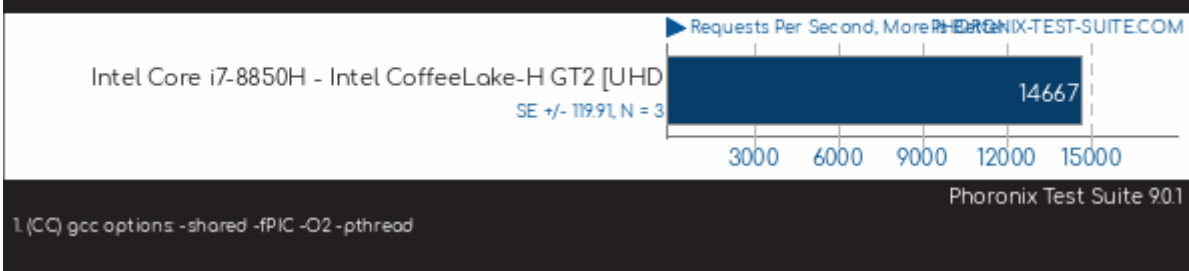 Requests Per Second, More Is Better
PHORONIX-TEST-SUITE.COM
Intel Core i7-8850H - Intel CoffeeLake-H GT2 [UHD
14667
SE +/- 119.91, N = 3
3000 6000 9000 12000 15000
Phoronix Test Suite 9.0.1
1. (CC) gcc options: -shared -fPIC -O2 -pthread